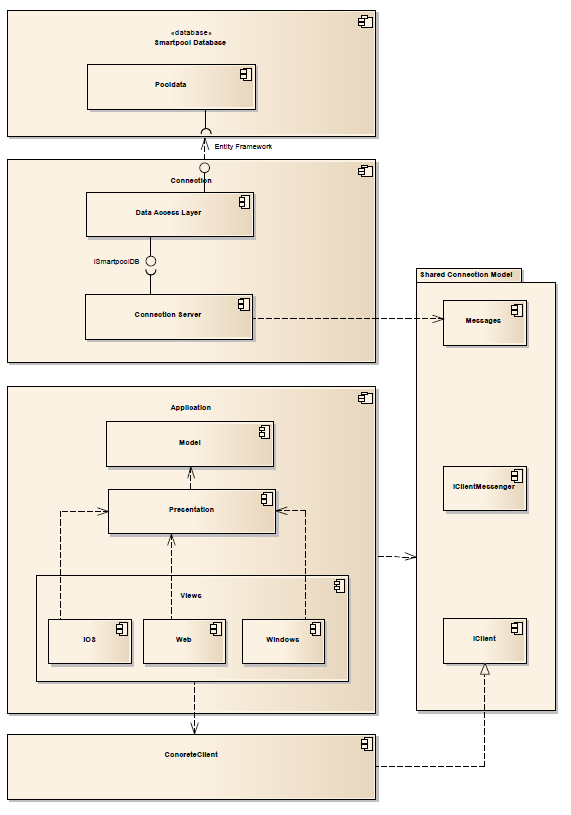 «database»
Smartpool Database
Pooldata
Entity Framework
Connection
Data Access Layer
ISmartpoolDB
Connection Server
Shared Connection Model
Messages
IClientMessenger
IClient
Application
Model
Presentation
Views
IOS
Web
Windows
ConoreteClient